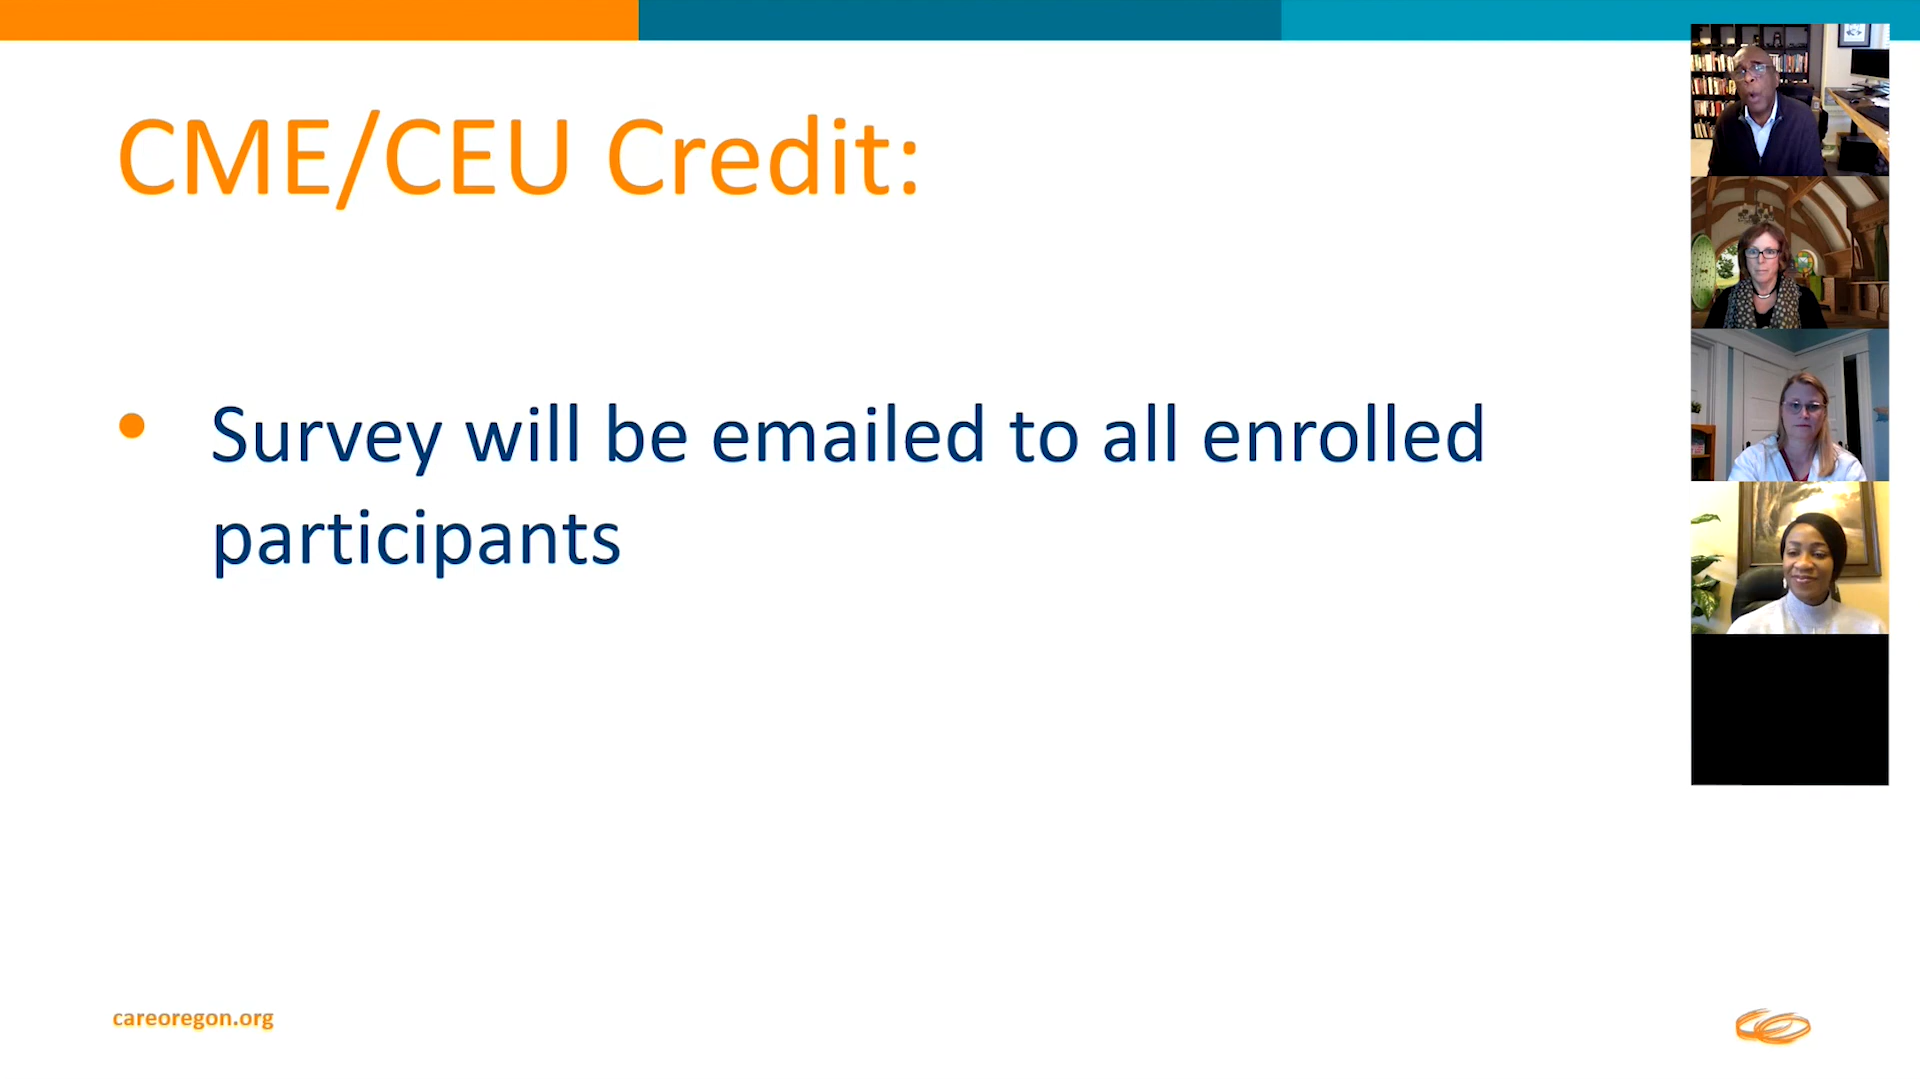 CME/CEU Credit:
• Survey will be emailed to all enrolled
participants
careoregon.org